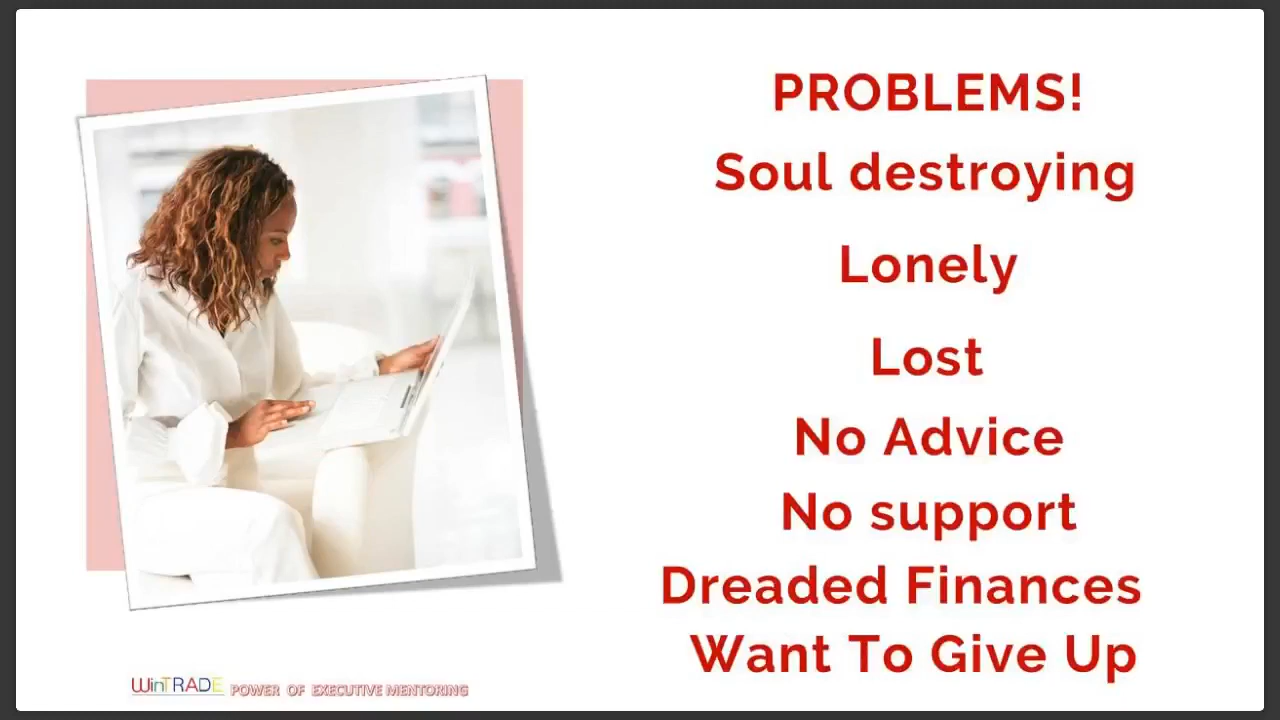 PROBLEMS!
Soul destroying
Lonely
Lost
No Advice
No support
Dreaded Finances
Want To Give Up
WinTRADE POWER OF EXECUTIVE MENTORING